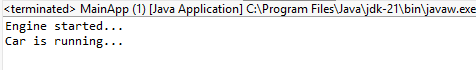 <terminated> MainApp (1) [Java Application] C:\Program Files\Java\jdk-21\bin\javaw.exe
Engine started...
Car is running...